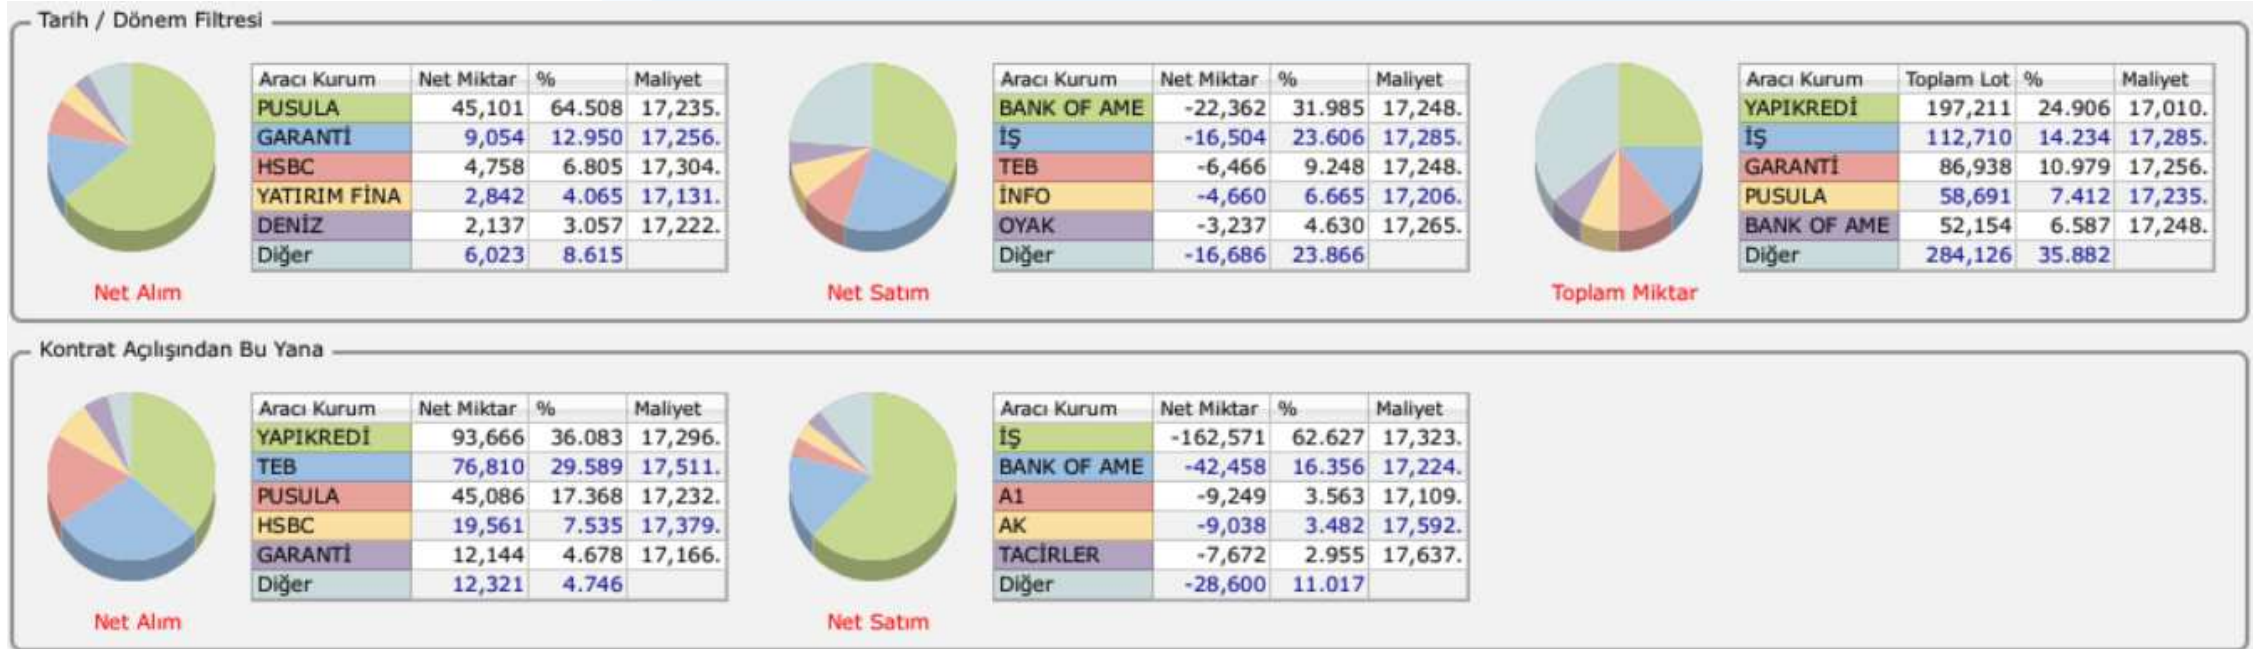 Tarih / Dönem Filtresi
Aracı Kurum Net Miktar % Maliyet
PUSULA 45,101 64.508 17,235.
GARANTİ 9,054 12.950 17,256.
HSBC 4,758 6.805 17,304.
YATIRIM FİNA 2,842 4.065 17,131.
DENİZ 2,137 3.057 17,222.
Diğer 6,023 8.615
Net Alım
Aracı Kurum Net Miktar % Maliyet
BANK OF AME -22,362 31.985 17,248.
İŞ -16,504 23.606 17,285.
TEB -6,466 9.248 17,248.
İNFO -4,660 6.665 17,206.
OYAK -3,237 4.630 17,265.
Diğer -16,686 23.866
Net Satım
Aracı Kurum Toplam Lot % Maliyet
YAPIKREDİ 197,211 24.906 17,010.
İŞ 112,710 14.234 17,285.
GARANTİ 86,938 10.979 17,256.
PUSULA 58,691 7.412 17,235.
BANK OF AME 52,154 6.587 17,248.
Diğer 284,126 35.882
Toplam Miktar
Kontrat Açılışından Bu Yana
Aracı Kurum Net Miktar % Maliyet
YAPIKREDİ 93,666 36.083 17,296.
TEB 76,810 29.589 17,511.
PUSULA 45,086 17.368 17,232.
HSBC 19,561 7.535 17,379.
GARANTİ 12,144 4.678 17,166.
Diğer 12,321 4.746
Net Alım
Aracı Kurum Net Miktar % Maliyet
İŞ -162,571 62.627 17,323.
BANK OF AME -42,458 16.356 17,224.
A1 -9,249 3.563 17,109.
AK -9,038 3.482 17,592.
TACİRLER -7,672 2.955 17,637.
Diğer -28,600 11.017
Net Satım